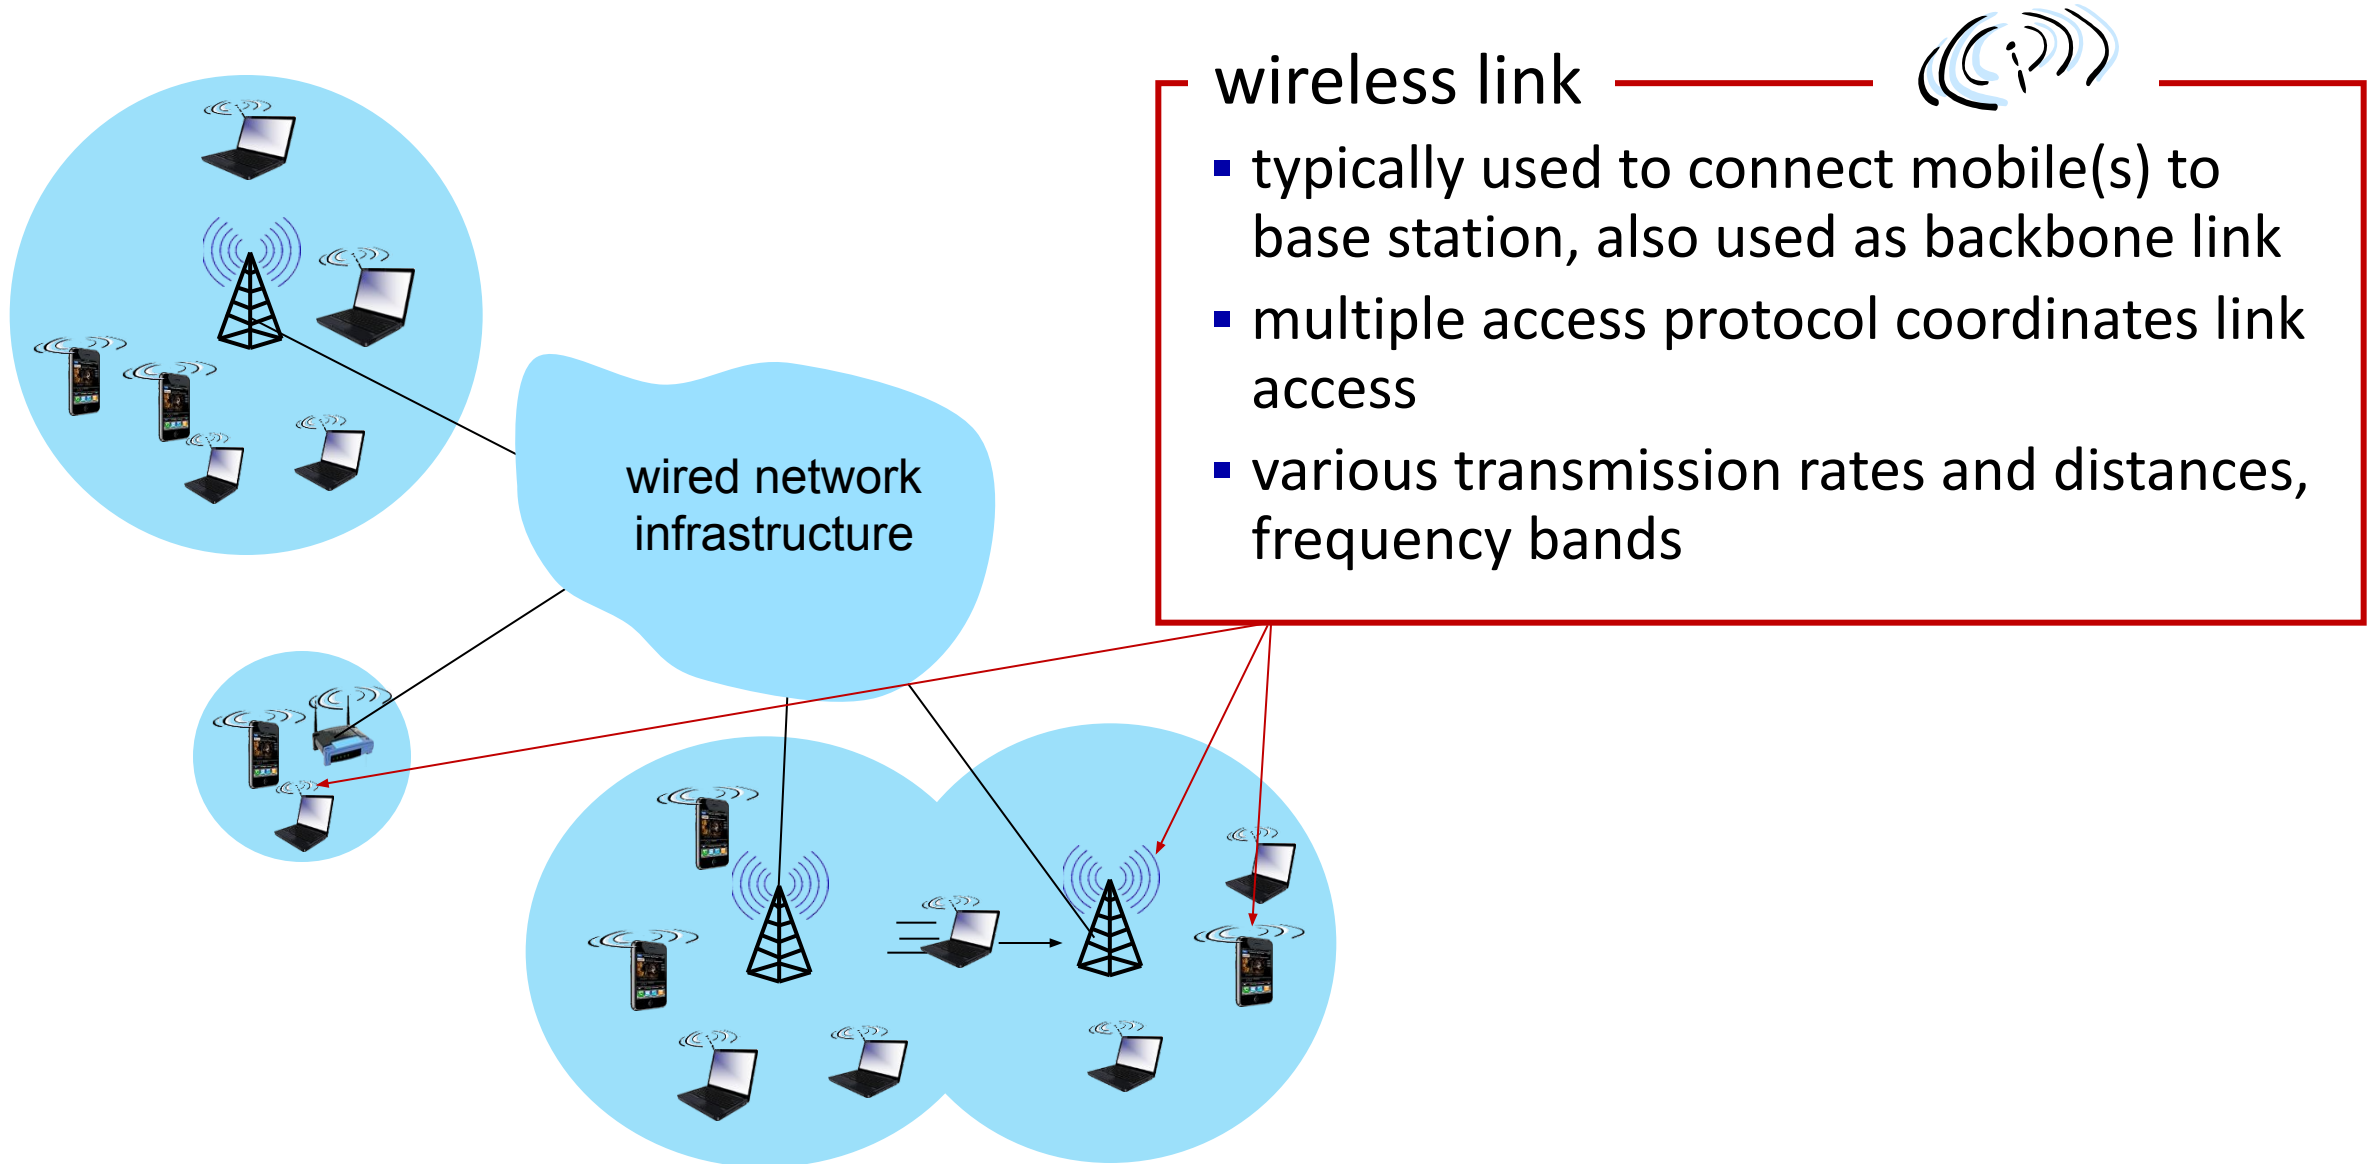 wireless link
▪ typically used to connect mobile(s) to
base station, also used as backbone link
▪ multiple access protocol coordinates link
access
▪ various transmission rates and distances,
frequency bands
wired network
infrastructure